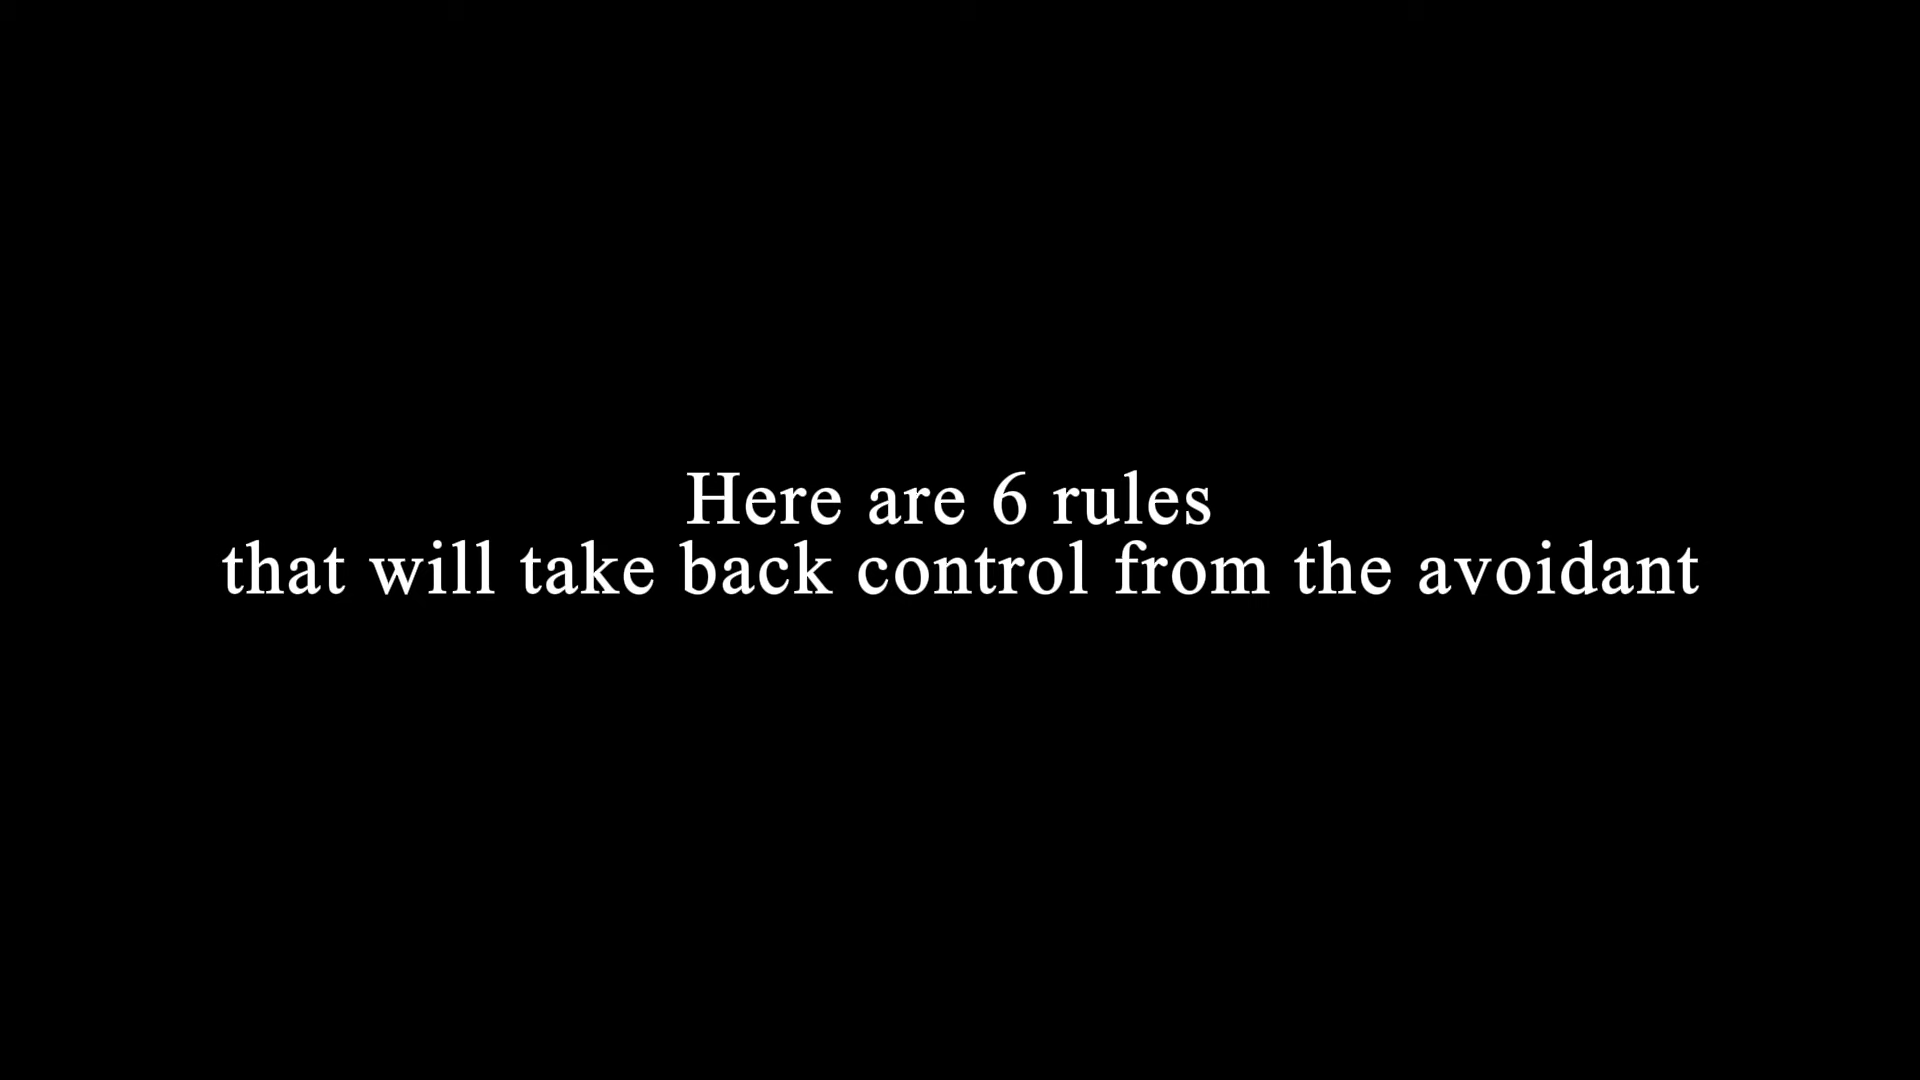 Here are 6 rules
that will take back control from the avoidant